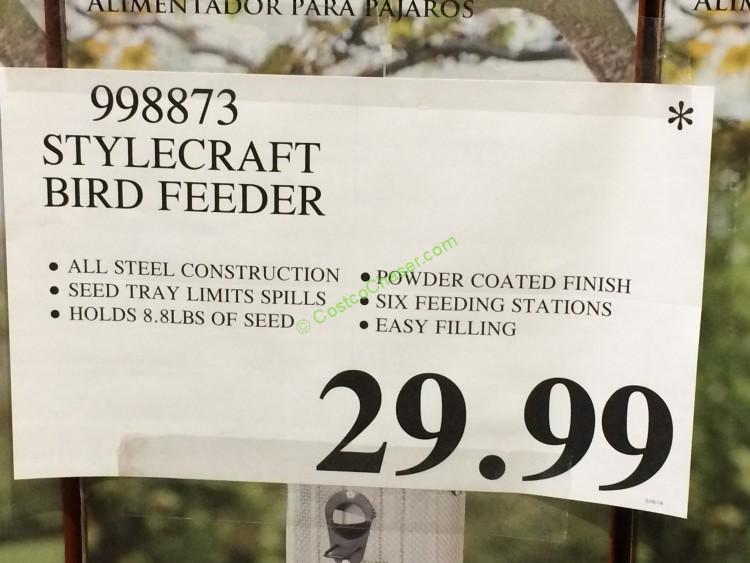 ALIMENTADOR PARA PÁJAROS
998873
*
STYLECRAFT
BIRD FEEDER
• ALL STEEL CONSTRUCTION
• SEED TRAY LIMITS SPILLS
• HOLDS 8.8LBS OF SEED
• POWDER COATED FINISH
• SIX FEEDING STATIONS
• EASY FILLING
© CostcoChaser.com
29.99